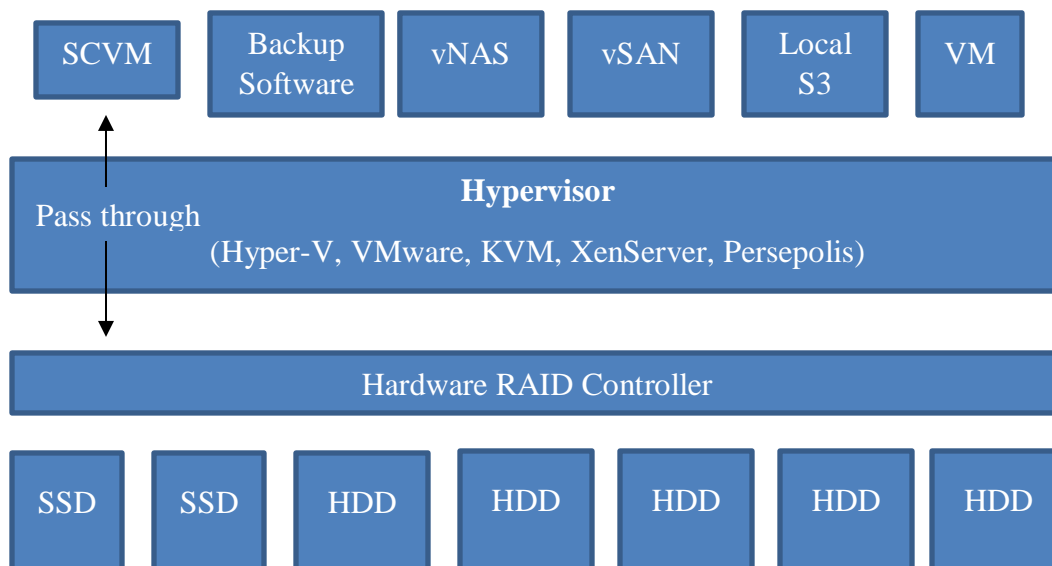 SCVM
Backup
Software
vNAS
vSAN
Local
S3
VM
Hypervisor
Pass through
(Hyper-V, VMware, KVM, XenServer, Persepolis)
Hardware RAID Controller
SSD
SSD
HDD
HDD
HDD
HDD
HDD